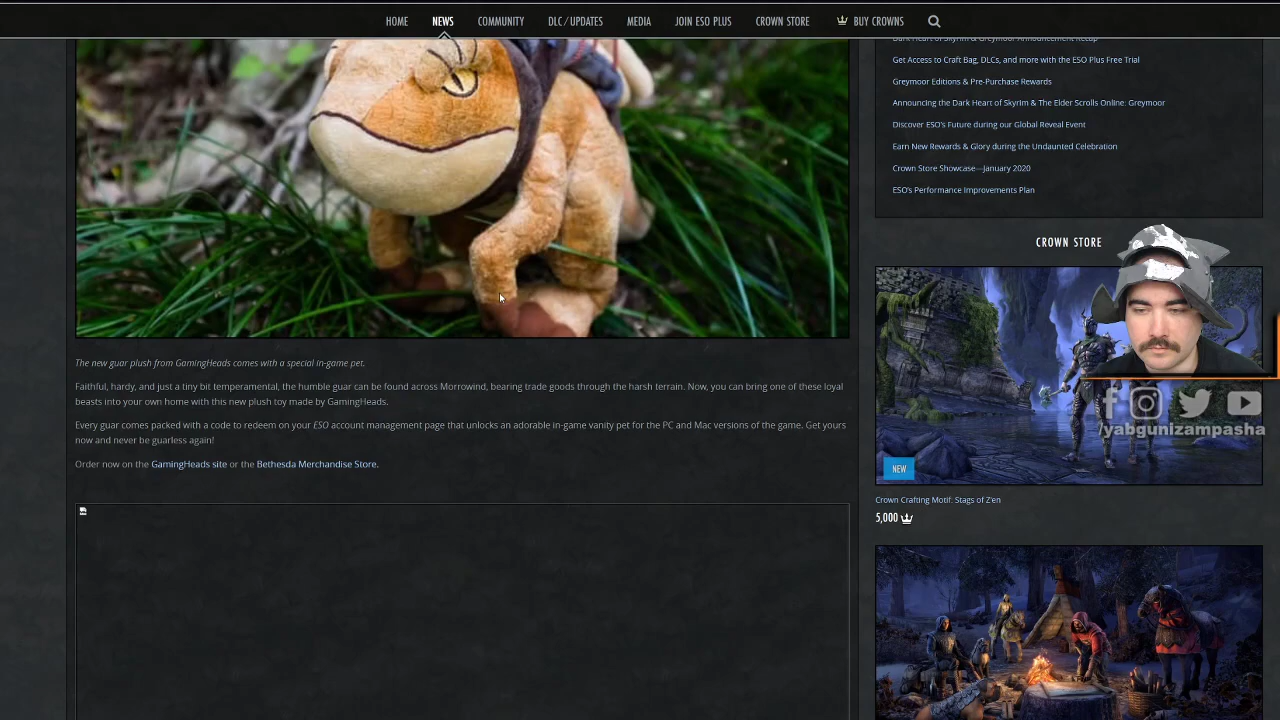 HOME NEWS COMMUNITY DLC / UPDATES MEDIA JOIN ESO PLUS CROWN STORE BUY CROWNS
Dark Heart of Skyrim & Greymoor Announcement Recap
Get Access to Craft Bag, DLCs, and more with the ESO Plus Free Trial
Greymoor Editions & Pre-Purchase Rewards
Announcing the Dark Heart of Skyrim & The Elder Scrolls Online: Greymoor
Discover ESO's Future during our Global Reveal Event
Earn New Rewards & Glory during the Undaunted Celebration
Crown Store Showcase—January 2020
ESO's Performance Improvements Plan
The new guar plush from GamingHeads comes with a special in-game pet.
Faithful, hardy, and just a tiny bit temperamental, the humble guar can be found across Morrowind, bearing trade goods through the harsh terrain. Now, you can bring one of these loyal
beasts into your own home with this new plush toy made by GamingHeads.
Every guar comes packed with a code to redeem on your ESO account management page that unlocks an adorable in-game vanity pet for the PC and Mac versions of the game. Get yours
now and never be guarless again!
Order now on the GamingHeads site or the Bethesda Merchandise Store.
CROWN STORE
/yabgunizampasha
NEW
Crown Crafting Motif: Stags of Z'en
5,000